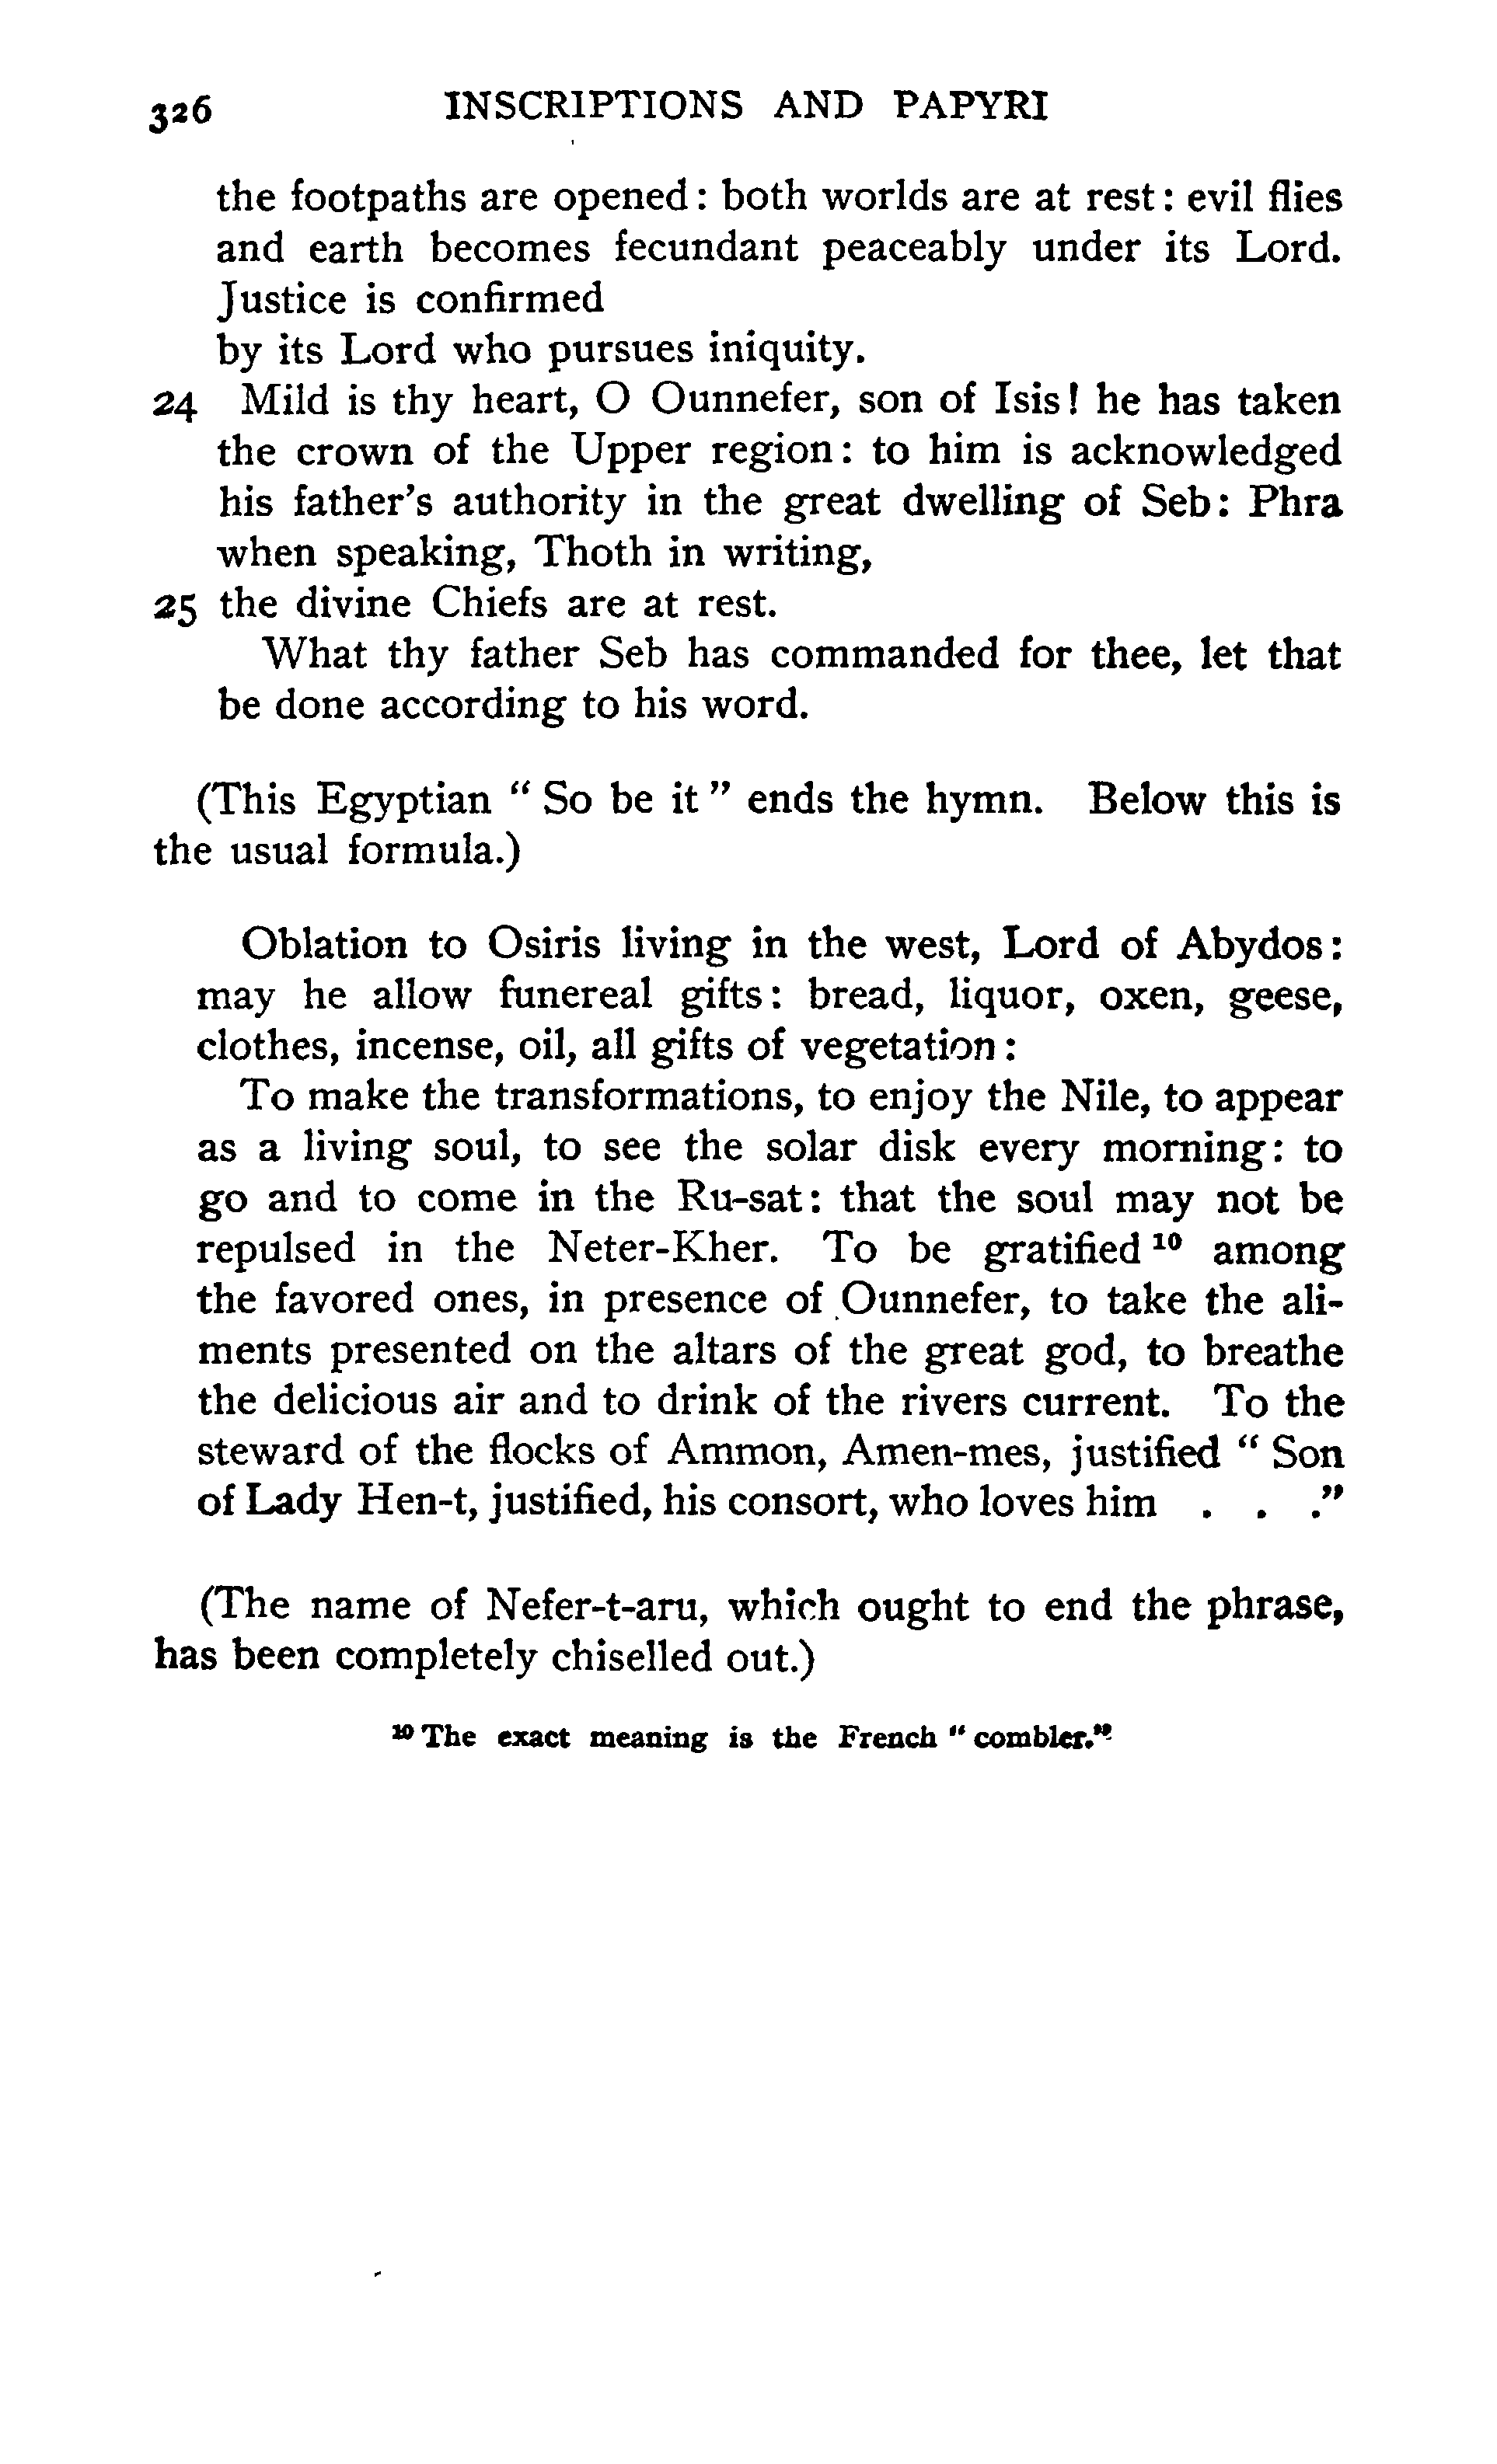 326 INSCRIPTIONS AND PAPYRI
the footpaths are opened: both worlds are at rest: evil flies
and earth becomes fecundant peaceably under its Lord.
Justice is confirmed
by its Lord who pursues iniquity.
24 Mild is thy heart, O Ounnefer, son of Isis! he has taken
the crown of the Upper region: to him is acknowledged
his father's authority in the great dwelling of Seb: Phra
when speaking, Thoth in writing,
25 the divine Chiefs are at rest.
What thy father Seb has commanded for thee, let that
be done according to his word.
(This Egyptian "So be it" ends the hymn. Below this is
the usual formula.)
Oblation to Osiris living in the west, Lord of Abydos:
may he allow funereal gifts: bread, liquor, oxen, geese,
clothes, incense, oil, all gifts of vegetation:
To make the transformations, to enjoy the Nile, to appear
as a living soul, to see the solar disk every morning: to
go and to come in the Ru-sat: that the soul may not be
repulsed in the Neter-Kher. To be gratified¹⁰ among
the favored ones, in presence of Ounnefer, to take the ali-
ments presented on the altars of the great god, to breathe
the delicious air and to drink of the rivers current. To the
steward of the flocks of Ammon, Amen-mes, justified "Son
of Lady Hen-t, justified, his consort, who loves him . . ."
(The name of Nefer-t-aru, which ought to end the phrase,
has been completely chiselled out.)
¹⁰ The exact meaning is the French "combler."